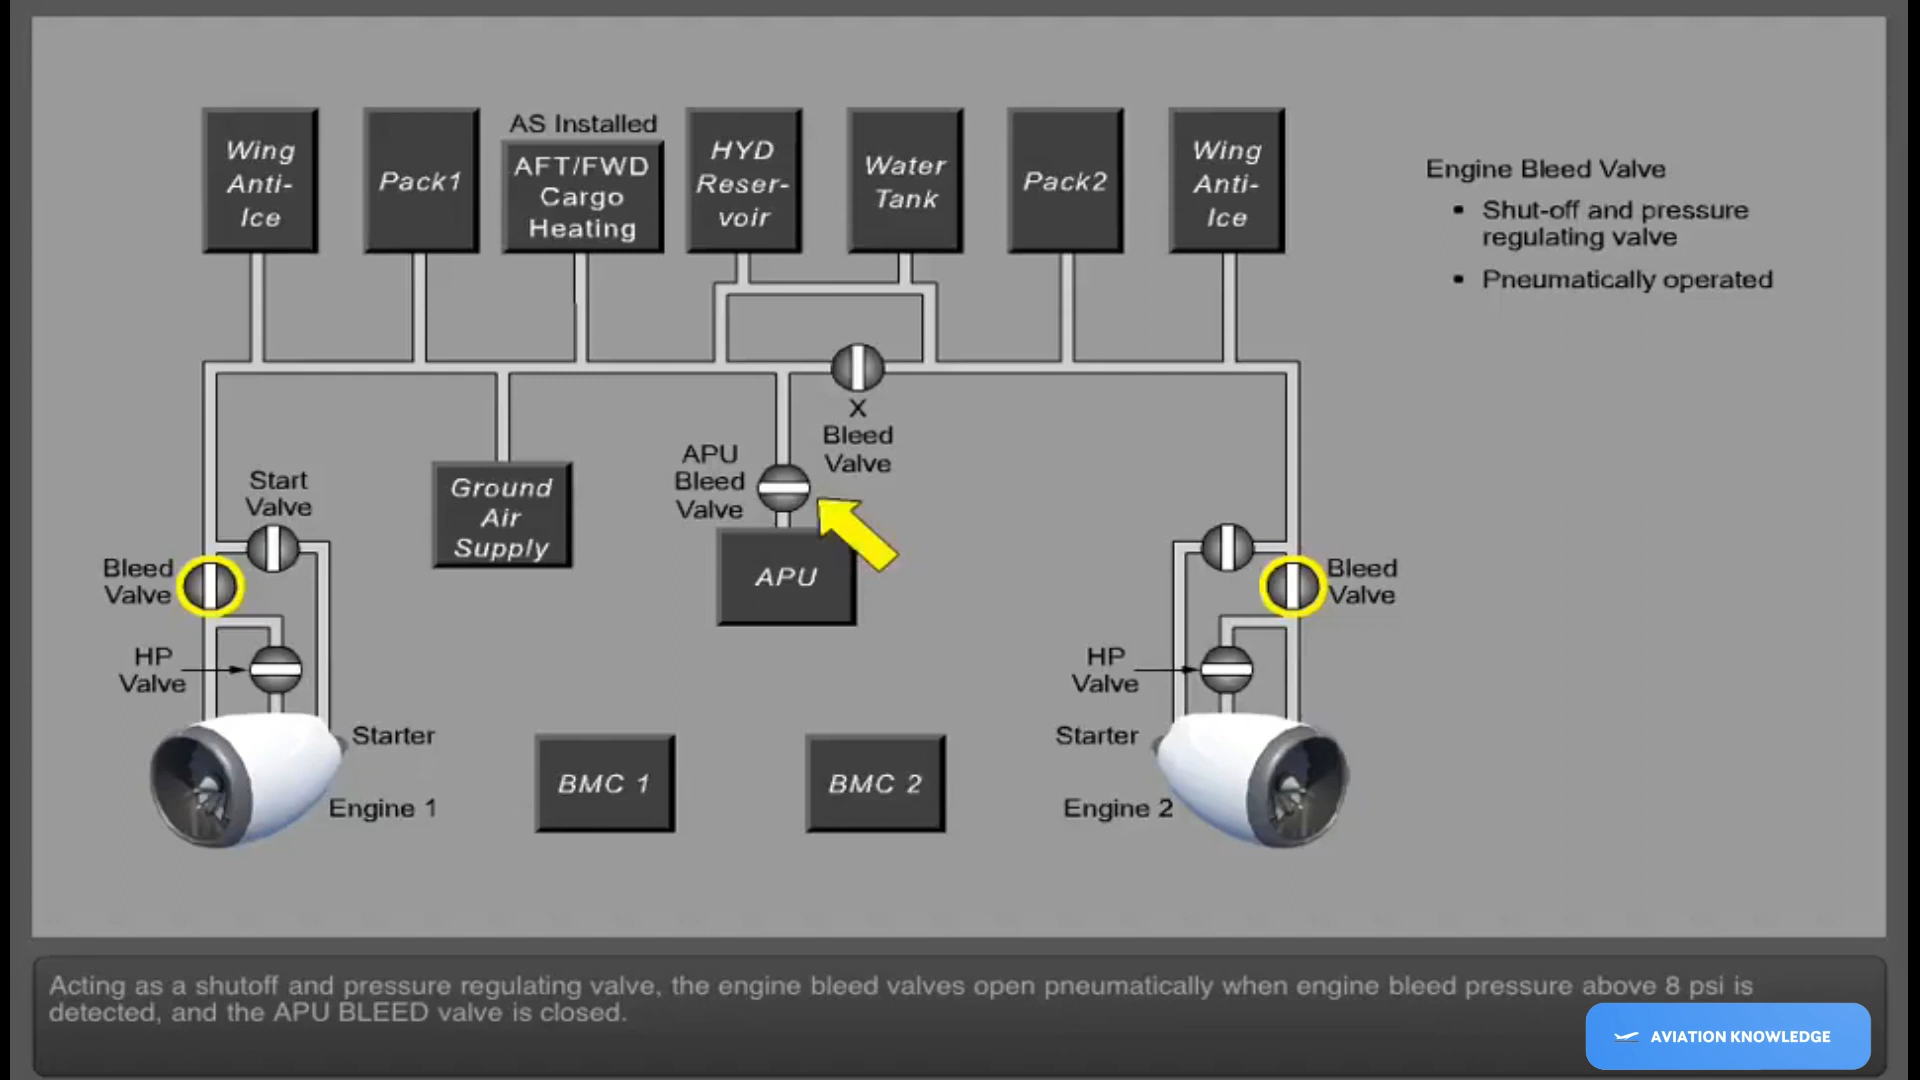 Wing
Anti-
Ice
Pack1
AS Installed
AFT/FWD
Cargo
Heating
HYD
Reser-
voir
Water
Tank
Pack2
Wing
Anti-
Ice
Engine Bleed Valve
▪ Shut-off and pressure
regulating valve
▪ Pneumatically operated
X
Bleed
Valve
APU
Bleed
Valve
Start
Valve
Ground
Air
Supply
Bleed
Valve
APU
Bleed
Valve
HP
Valve
HP
Valve
Starter
Starter
BMC 1
BMC 2
Engine 1
Engine 2
Acting as a shutoff and pressure regulating valve, the engine bleed valves open pneumatically when engine bleed pressure above 8 psi is
detected, and the APU BLEED valve is closed.
AVIATION KNOWLEDGE